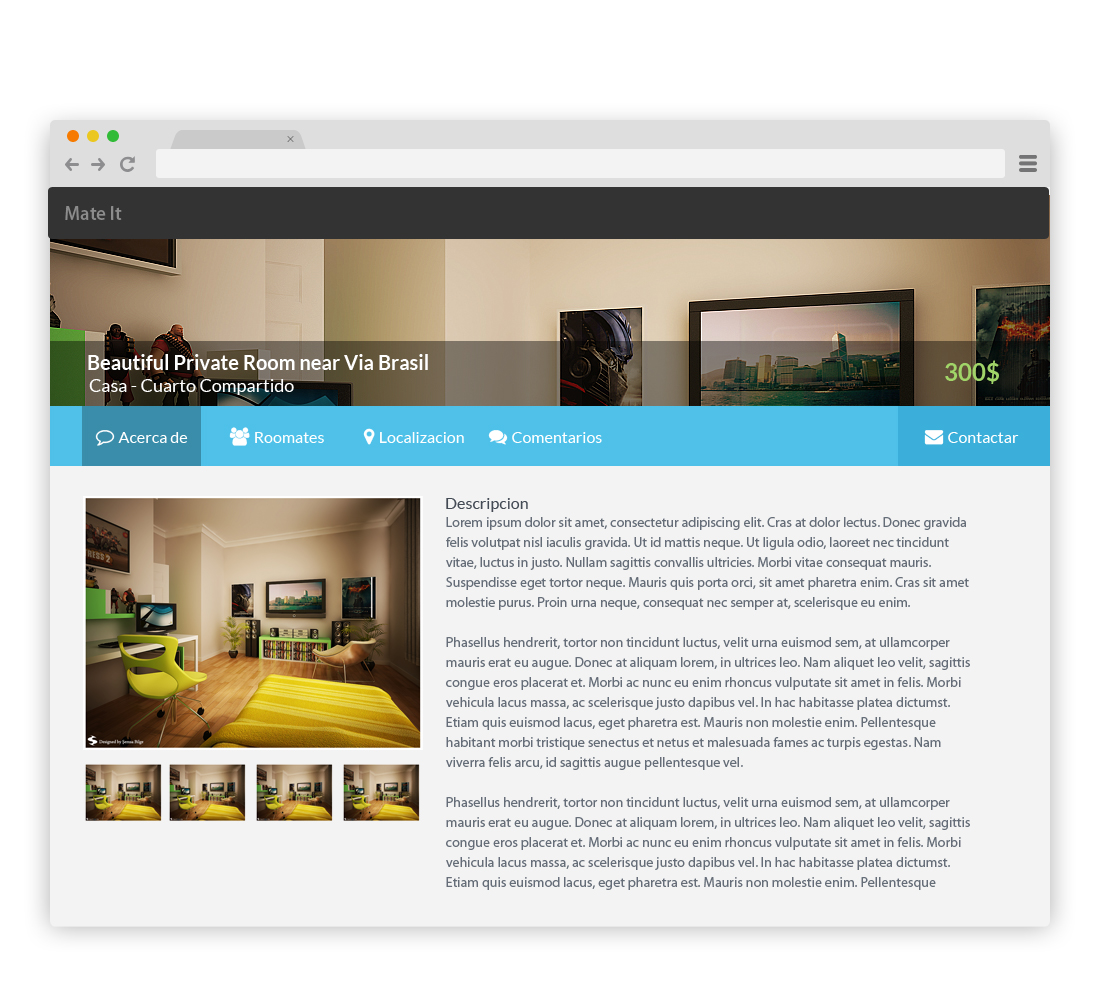 Mate It
Beautiful Private Room near Via Brasil
Casa - Cuarto Compartido
300$
Acerca de
Roomates
Localizacion
Comentarios
Contactar
Descripcion
Lorem ipsum dolor sit amet, consectetur adipiscing elit. Cras at dolor lectus. Donec gravida
felis volutpat nisl iaculis gravida. Ut id mattis neque. Ut ligula odio, laoreet nec tincidunt
vitae, luctus in justo. Nullam sagittis convallis ultricies. Morbi vitae consequat mauris.
Suspendisse eget tortor neque. Mauris quis porta orci, sit amet pharetra enim. Cras sit amet
molestie purus. Proin urna neque, consequat nec semper at, scelerisque eu enim.
Phasellus hendrerit, tortor non tincidunt luctus, velit urna euismod sem, at ullamcorper
mauris erat eu augue. Donec at aliquam lorem, in ultrices leo. Nam aliquet leo velit, sagittis
congue eros placerat et. Morbi ac nunc eu enim rhoncus vulputate sit amet in felis. Morbi
vehicula lacus massa, ac scelerisque justo dapibus vel. In hac habitasse platea dictumst.
Etiam quis euismod lacus, eget pharetra est. Mauris non molestie enim. Pellentesque
habitant morbi tristique senectus et netus et malesuada fames ac turpis egestas. Nam
viverra felis arcu, id sagittis augue pellentesque vel.
Phasellus hendrerit, tortor non tincidunt luctus, velit urna euismod sem, at ullamcorper
mauris erat eu augue. Donec at aliquam lorem, in ultrices leo. Nam aliquet leo velit, sagittis
congue eros placerat et. Morbi ac nunc eu enim rhoncus vulputate sit amet in felis. Morbi
vehicula lacus massa, ac scelerisque justo dapibus vel. In hac habitasse platea dictumst.
Etiam quis euismod lacus, eget pharetra est. Mauris non molestie enim. Pellentesque
Designed by